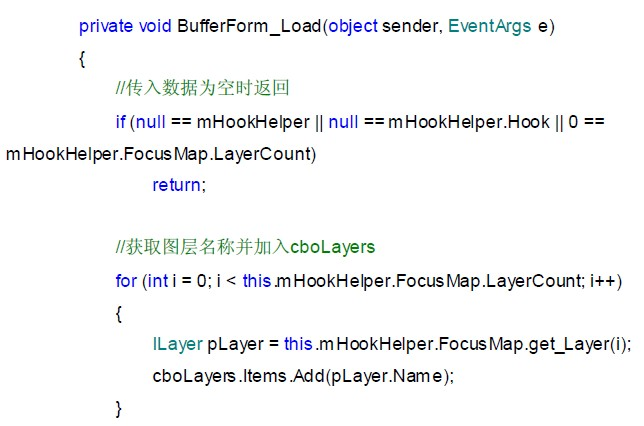 private void BufferForm_Load(object sender, EventArgs e)
{
//传入数据为空时返回
if (null == mHookHelper || null == mHookHelper.Hook || 0 ==
mHookHelper.FocusMap.LayerCount)
return;
//获取图层名称并加入cboLayers
for (int i = 0; i < this.mHookHelper.FocusMap.LayerCount; i++)
{
ILayer pLayer = this.mHookHelper.FocusMap.get_Layer(i);
cboLayers.Items.Add(pLayer.Name);
}